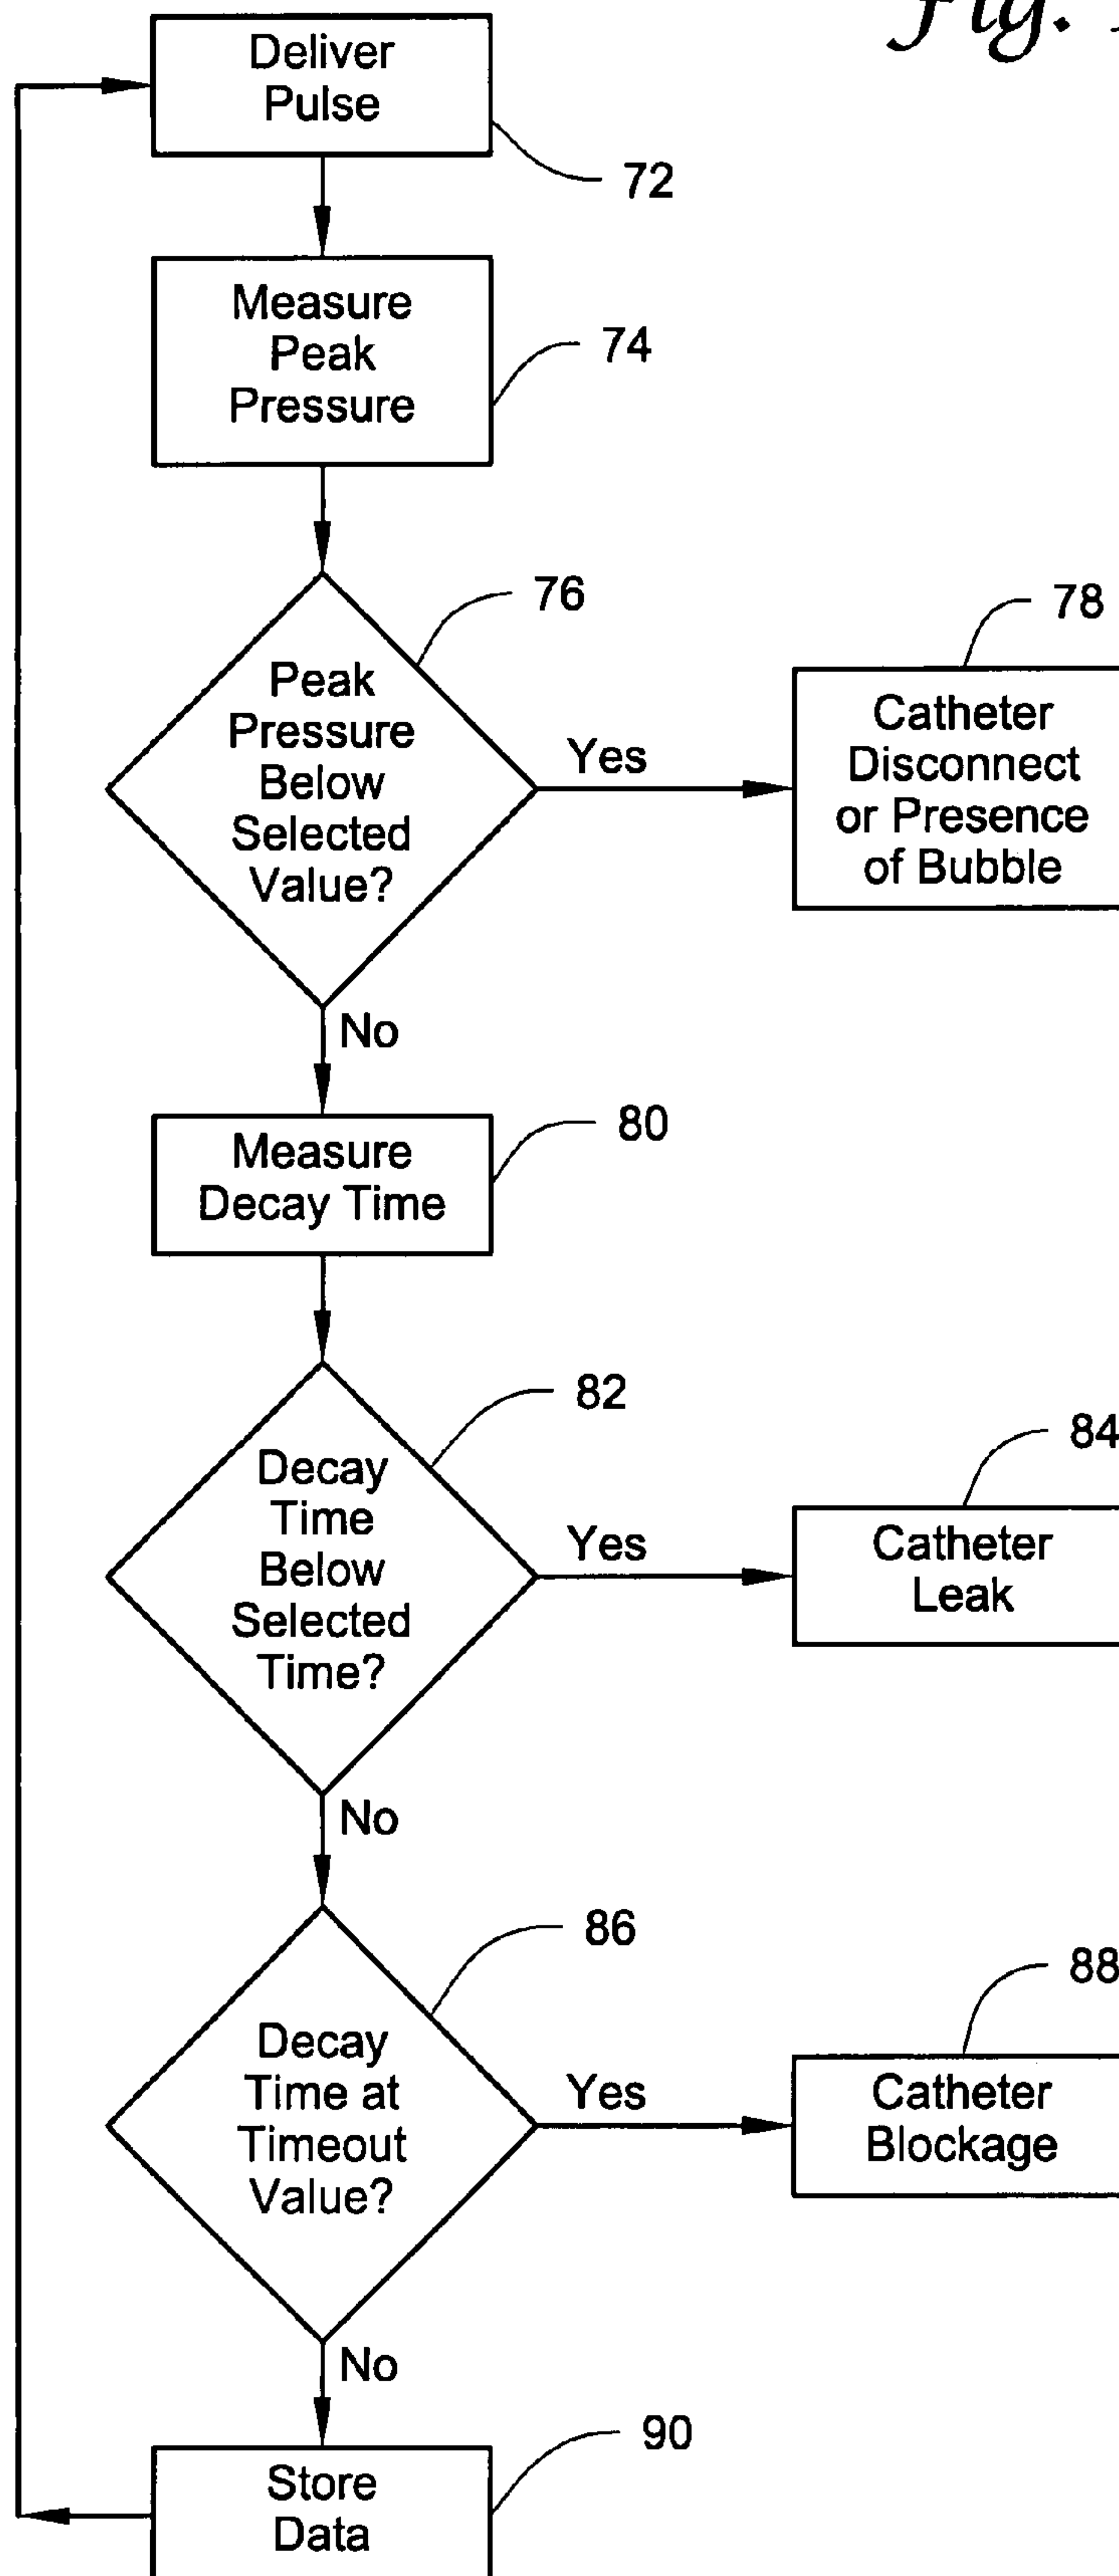 Fig.
Deliver
Pulse
72
Measure
Peak
Pressure
74
76
Peak
Pressure
Below
Selected
Value?
Yes
78
Catheter
Disconnect
or Presence
of Bubble
No
Measure
Decay Time
80
82
Decay
Time
Below
Selected
Time?
Yes
84
Catheter
Leak
No
86
Decay
Time at
Timeout
Value?
Yes
88
Catheter
Blockage
No
90
Store
Data